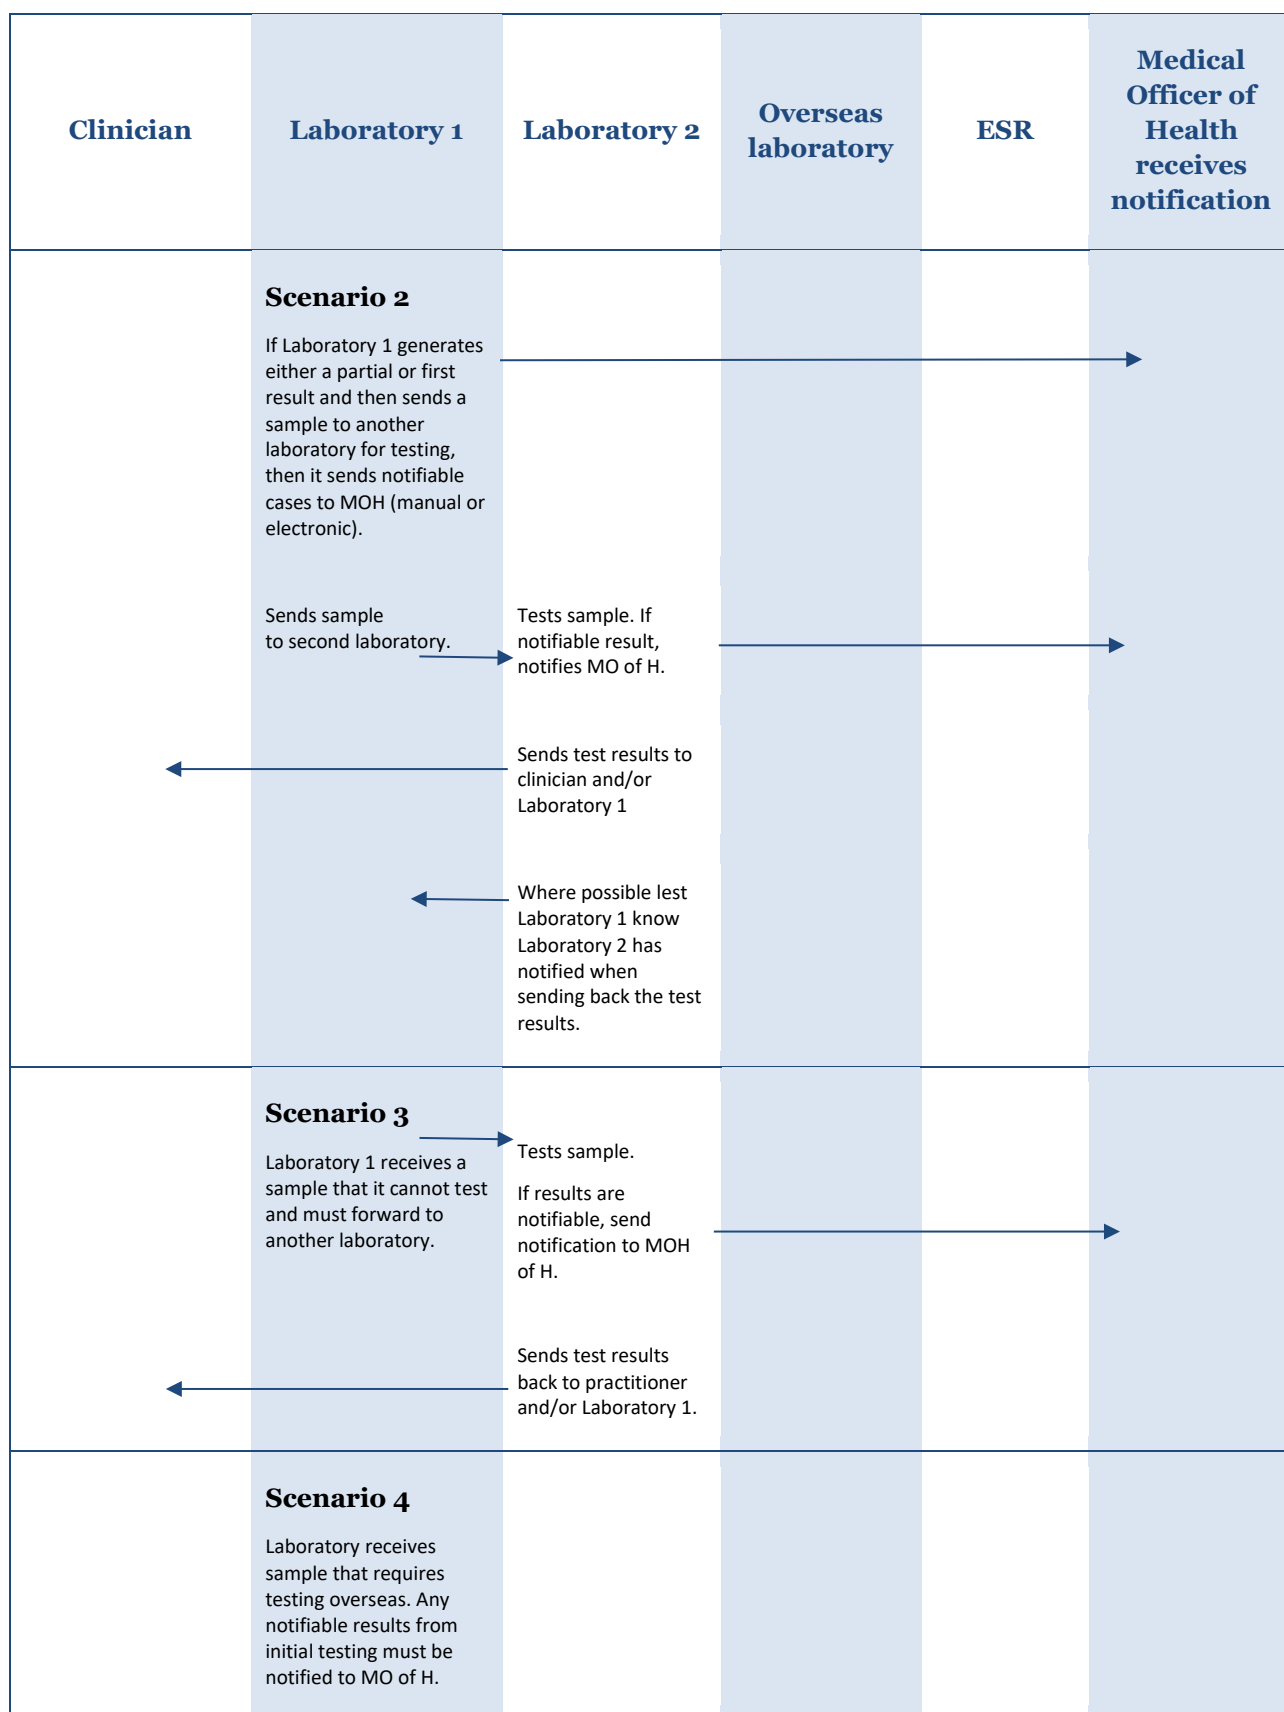 Clinician
Laboratory 1
Laboratory 2
Overseas
laboratory
ESR
Medical
Officer of
Health
receives
notification
Scenario 2
If Laboratory 1 generates
either a partial or first
result and then sends a
sample to another
laboratory for testing,
then it sends notifiable
cases to MOH (manual or
electronic).
Sends sample
to second laboratory.
Tests sample. If
notifiable result,
notifies MO of H.
Sends test results to
clinician and/or
Laboratory 1
Where possible lest
Laboratory 1 know
Laboratory 2 has
notified when
sending back the test
results.
Scenario 3
Laboratory 1 receives a
sample that it cannot test
and must forward to
another laboratory.
Tests sample.
If results are
notifiable, send
notification to MOH
of H.
Sends test results
back to practitioner
and/or Laboratory 1.
Scenario 4
Laboratory receives
sample that requires
testing overseas. Any
notifiable results from
initial testing must be
notified to MO of H.